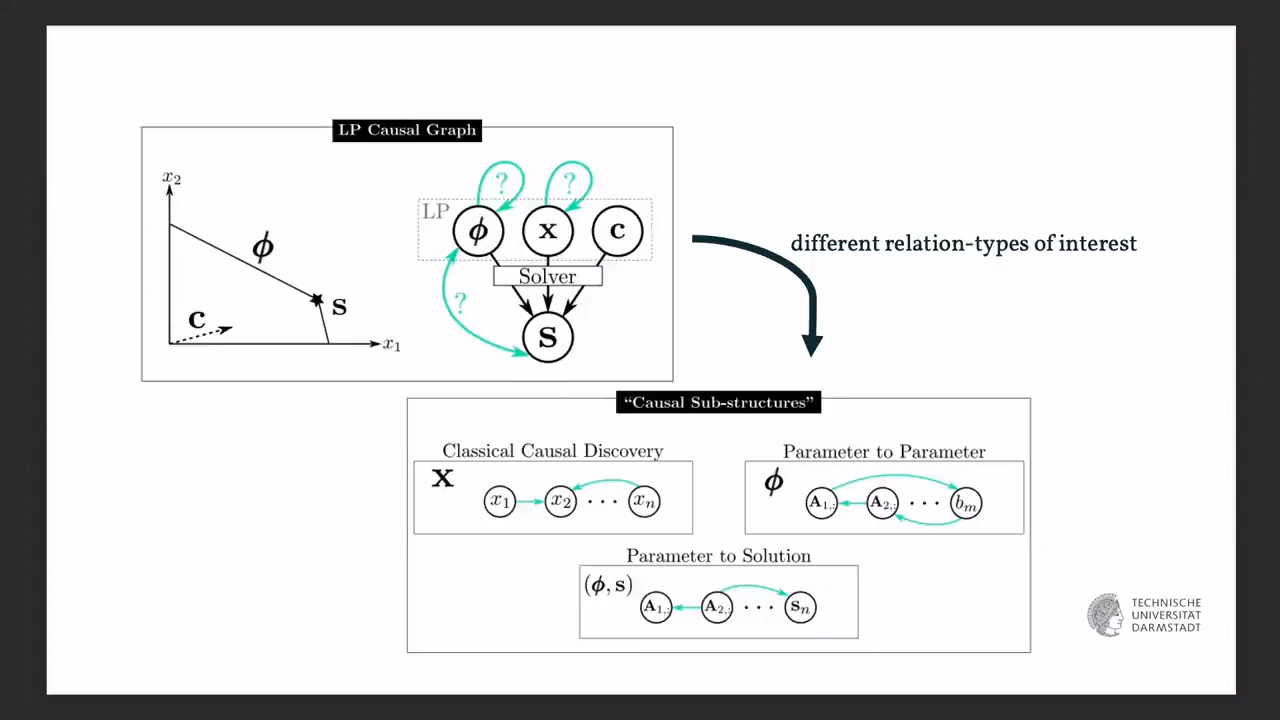 LP Causal Graph
x₂
ϕ
s
c
x₁
? ?
LP
ϕ x c
Solver
?
s
different relation-types of interest
“Causal Sub-structures”
Classical Causal Discovery
x
x₁ x₂ ··· xₙ
Parameter to Parameter
ϕ
A₁,: A₂,: ··· bₘ
Parameter to Solution
(ϕ, s)
A₁,: A₂,: ··· sₙ
TECHNISCHE
UNIVERSITÄT
DARMSTADT